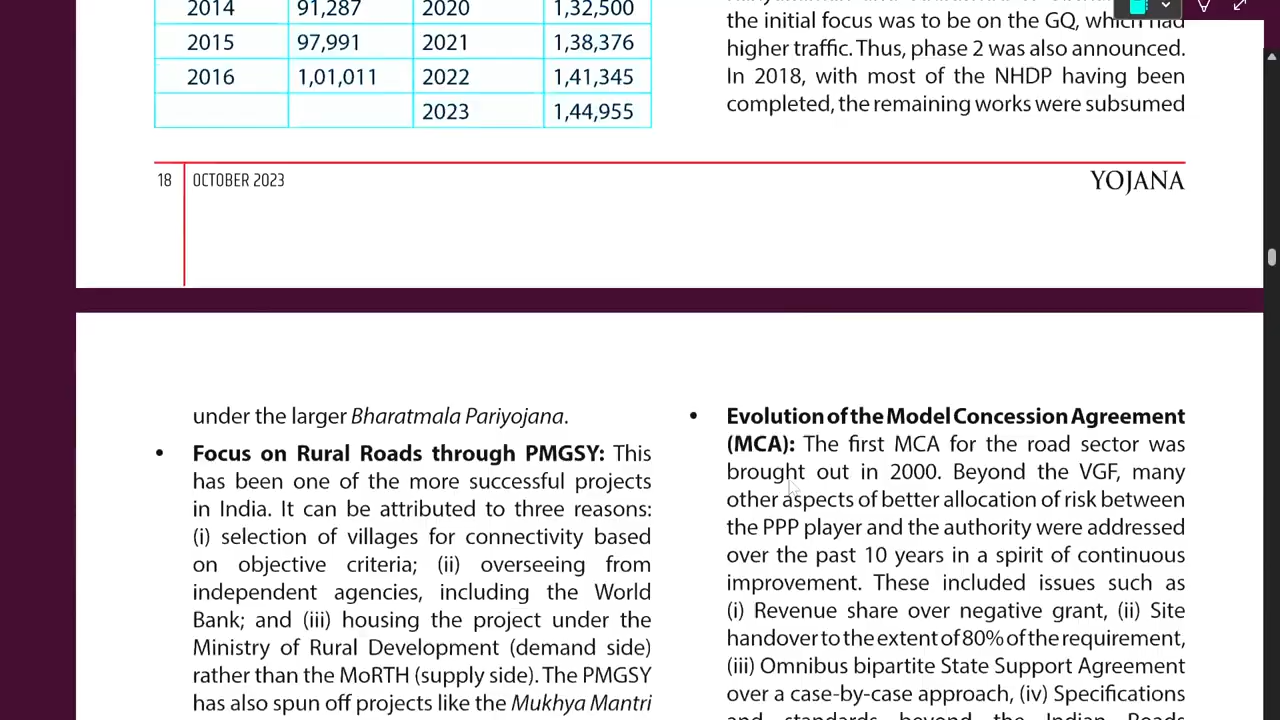 2014 91,287 2020 1,32,500
2015 97,991 2021 1,38,376
2016 1,01,011 2022 1,41,345
2023 1,44,955
the initial focus was to be on the GQ, which had
higher traffic. Thus, phase 2 was also announced.
In 2018, with most of the NHDP having been
completed, the remaining works were subsumed
18 OCTOBER 2023 YOJANA
under the larger Bharatmala Pariyojana.
• Focus on Rural Roads through PMGSY: This
has been one of the more successful projects
in India. It can be attributed to three reasons:
(i) selection of villages for connectivity based
on objective criteria; (ii) overseeing from
independent agencies, including the World
Bank; and (iii) housing the project under the
Ministry of Rural Development (demand side)
rather than the MoRTH (supply side). The PMGSY
has also spun off projects like the Mukhya Mantri
• Evolution of the Model Concession Agreement
(MCA): The first MCA for the road sector was
brought out in 2000. Beyond the VGF, many
other aspects of better allocation of risk between
the PPP player and the authority were addressed
over the past 10 years in a spirit of continuous
improvement. These included issues such as
(i) Revenue share over negative grant, (ii) Site
handover to the extent of 80% of the requirement,
(iii) Omnibus bipartite State Support Agreement
over a case-by-case approach, (iv) Specifications
and standards beyond the Indian Roads